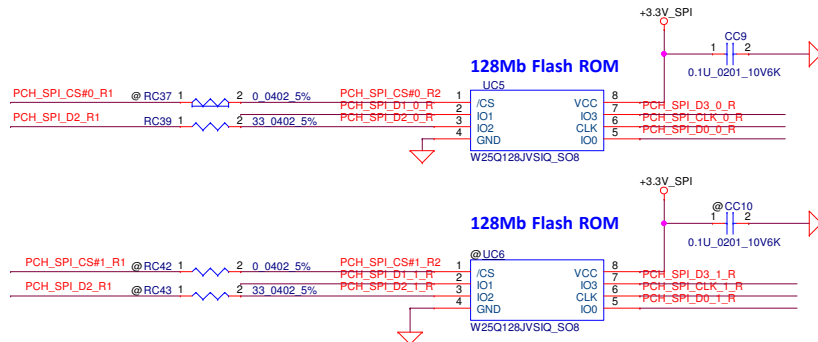 +3.3V_SPI
CC9
1 2
0.1U_0201_10V6K
128Mb Flash ROM
UC5
PCH_SPI_CS#0_R1 @ RC37 1 2 0_0402_5% PCH_SPI_CS#0_R2 1 /CS VCC 8
PCH_SPI_D1_0_R 2 IO1 IO3 7 PCH_SPI_D3_0_R
PCH_SPI_D2_R1 RC39 1 2 33_0402_5% PCH_SPI_D2_0_R 3 IO2 CLK 6 PCH_SPI_CLK_0_R
4 GND IO0 5 PCH_SPI_D0_0_R
W25Q128JVSIQ_SO8
+3.3V_SPI
@ CC10
1 2
0.1U_0201_10V6K
128Mb Flash ROM
@ UC6
PCH_SPI_CS#1_R1 @ RC42 1 2 0_0402_5% PCH_SPI_CS#1_R2 1 /CS VCC 8
PCH_SPI_D1_1_R 2 IO1 IO3 7 PCH_SPI_D3_1_R
PCH_SPI_D2_R1 @ RC43 1 2 33_0402_5% PCH_SPI_D2_1_R 3 IO2 CLK 6 PCH_SPI_CLK_1_R
4 GND IO0 5 PCH_SPI_D0_1_R
W25Q128JVSIQ_SO8